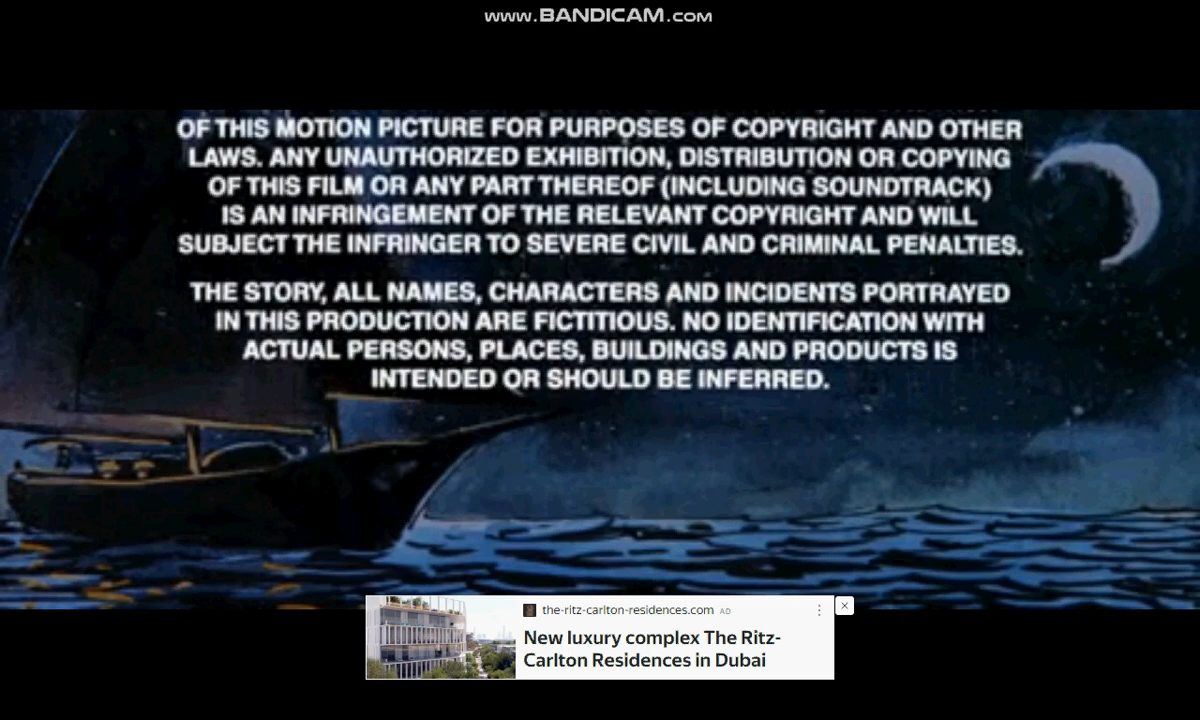 www.BANDICAM.com
OF THIS MOTION PICTURE FOR PURPOSES OF COPYRIGHT AND OTHER
LAWS. ANY UNAUTHORIZED EXHIBITION, DISTRIBUTION OR COPYING
OF THIS FILM OR ANY PART THEREOF (INCLUDING SOUNDTRACK)
IS AN INFRINGEMENT OF THE RELEVANT COPYRIGHT AND WILL
SUBJECT THE INFRINGER TO SEVERE CIVIL AND CRIMINAL PENALTIES.
THE STORY, ALL NAMES, CHARACTERS AND INCIDENTS PORTRAYED
IN THIS PRODUCTION ARE FICTITIOUS. NO IDENTIFICATION WITH
ACTUAL PERSONS, PLACES, BUILDINGS AND PRODUCTS IS
INTENDED OR SHOULD BE INFERRED.
the-ritz-carlton-residences.com AD
New luxury complex The Ritz-
Carlton Residences in Dubai